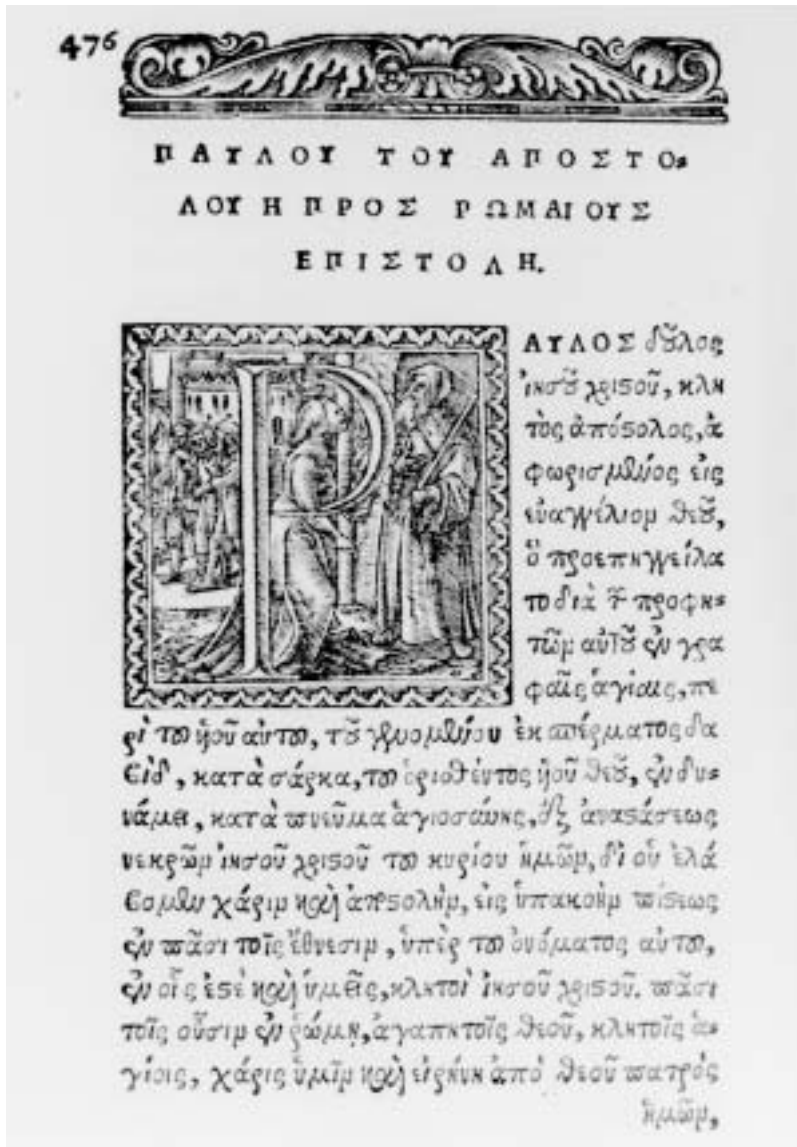 476
ΠΑΥΛΟΥ ΤΟΥ ΑΠΟΣΤΟ=
ΛΟΥ Η ΠΡΟΣ ΡΩΜΑΙΟΥΣ
ΕΠΙΣΤΟΛΗ.
P
ΑΥΛΟΣ δοῦλος
ἰησοῦ χριστοῦ, κλη
τὸς ἀπόστολος, ἀ
φωρισμένος εἰς
εὐαγγέλιον θεοῦ,
ὃ προεπηγγείλα
το διὰ τῶν προφη=
τῶν αὐτοῦ ἐν γρα
φαῖς ἁγίαις, πε
ρὶ τοῦ ὑοῦ αὐτοῦ, τοῦ γενομένου ἐκ σπέρματος δα
βὶδ, κατὰ σάρκα, τοῦ ὁρισθέντος ὑοῦ θεοῦ, ἐν δυ=
νάμει, κατὰ πνεῦμα ἁγιοσύνης, ἐξ ἀναστάσεως
νεκρῶν ἰησοῦ χριστοῦ τοῦ κυρίου ἡμῶν, δι οὗ ἐλά
βομεν χάριν καὶ ἀποστολὴν, εἰς ὑπακοὴν πίστεως
ἐν πᾶσι τοῖς ἔθνεσιν, ὑπὲρ τοῦ ὀνόματος αὐτοῦ,
ἐν οἷς ἐστὲ καὶ ὑμεῖς, κλητοὶ ἰησοῦ χριστοῦ. πᾶσι
τοῖς οὖσιν ἐν ῥώμῃ, ἀγαπητοῖς θεοῦ, κλητοῖς ἁ=
γίοις, χάρις ὑμῖν καὶ εἰρήνη ἀπὸ θεοῦ πατρός
ἡμῶν,